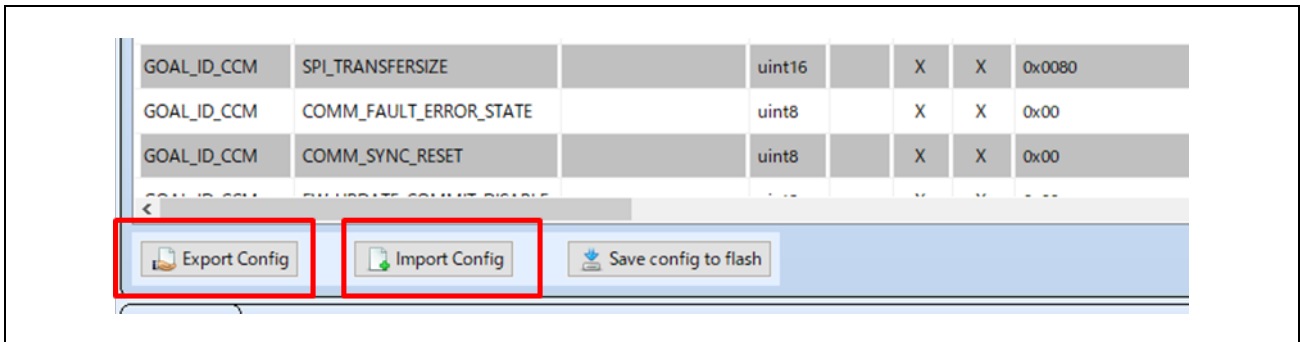 GOAL_ID_CCM SPI_TRANSFERSIZE uint16 X X 0x0080
GOAL_ID_CCM COMM_FAULT_ERROR_STATE uint8 X X 0x00
GOAL_ID_CCM COMM_SYNC_RESET uint8 X X 0x00
Export Config Import Config Save config to flash